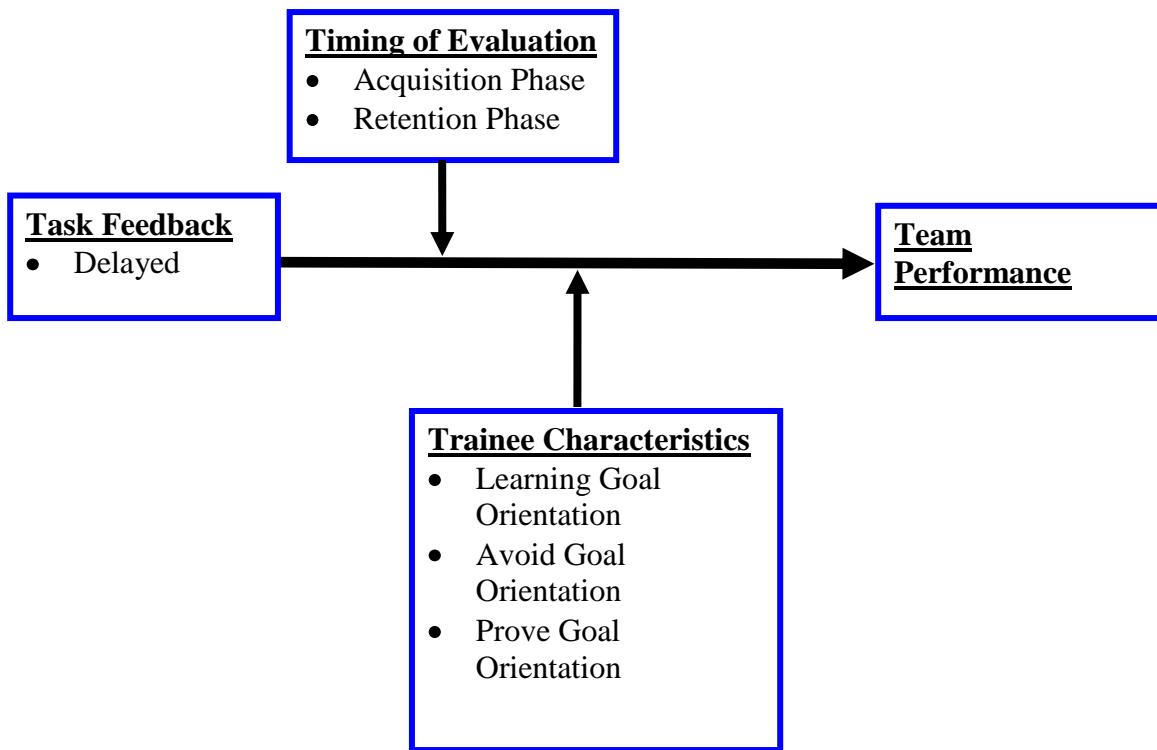 Timing of Evaluation
• Acquisition Phase
• Retention Phase
Task Feedback
• Delayed
Team
Performance
Trainee Characteristics
• Learning Goal
Orientation
• Avoid Goal
Orientation
• Prove Goal
Orientation